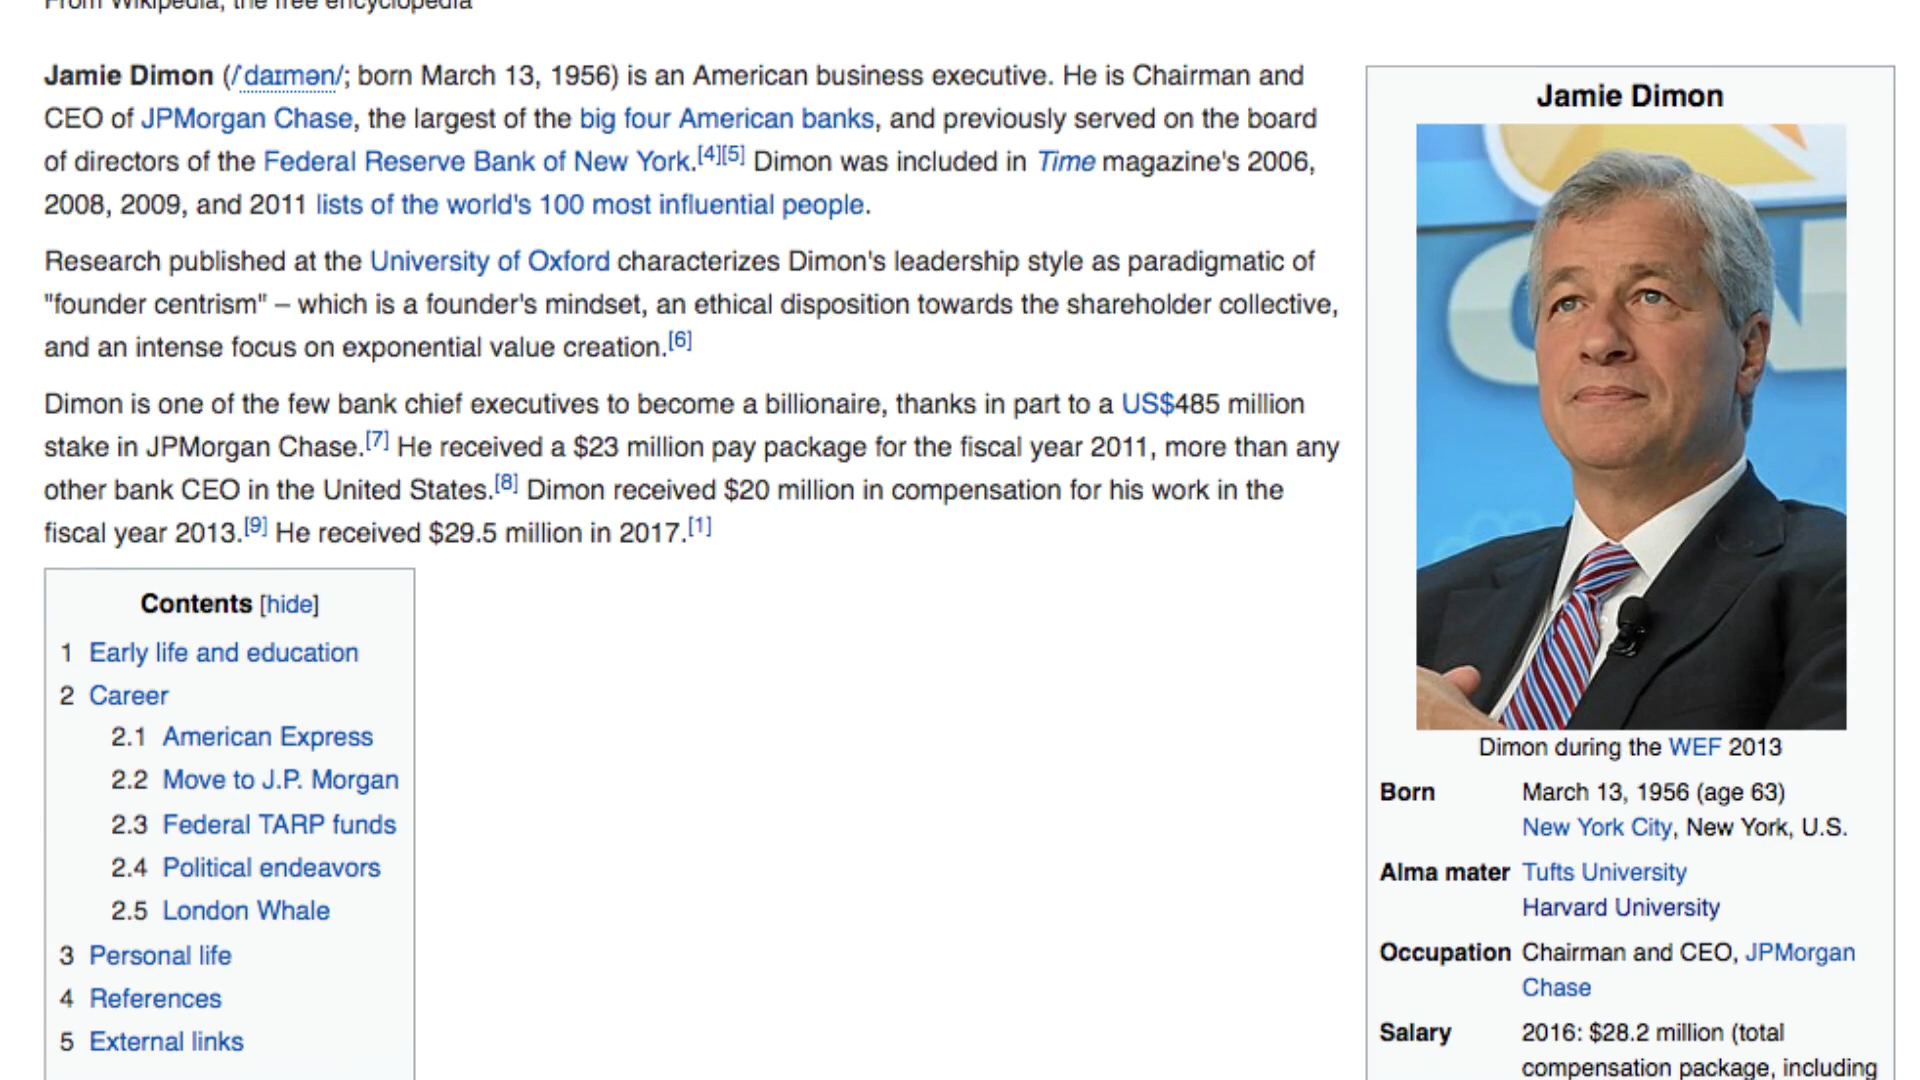 From Wikipedia, the free encyclopedia
Jamie Dimon (/ˈdaɪmən/; born March 13, 1956) is an American business executive. He is Chairman and
CEO of JPMorgan Chase, the largest of the big four American banks, and previously served on the board
of directors of the Federal Reserve Bank of New York.[4][5] Dimon was included in Time magazine's 2006,
2008, 2009, and 2011 lists of the world's 100 most influential people.
Research published at the University of Oxford characterizes Dimon's leadership style as paradigmatic of
"founder centrism" – which is a founder's mindset, an ethical disposition towards the shareholder collective,
and an intense focus on exponential value creation.[6]
Dimon is one of the few bank chief executives to become a billionaire, thanks in part to a US$485 million
stake in JPMorgan Chase.[7] He received a $23 million pay package for the fiscal year 2011, more than any
other bank CEO in the United States.[8] Dimon received $20 million in compensation for his work in the
fiscal year 2013.[9] He received $29.5 million in 2017.[1]
Contents [hide]
1 Early life and education
2 Career
2.1 American Express
2.2 Move to J.P. Morgan
2.3 Federal TARP funds
2.4 Political endeavors
2.5 London Whale
3 Personal life
4 References
5 External links
Jamie Dimon
Dimon during the WEF 2013
Born March 13, 1956 (age 63)
New York City, New York, U.S.
Alma mater Tufts University
Harvard University
Occupation Chairman and CEO, JPMorgan
Chase
Salary 2016: $28.2 million (total
compensation package, including